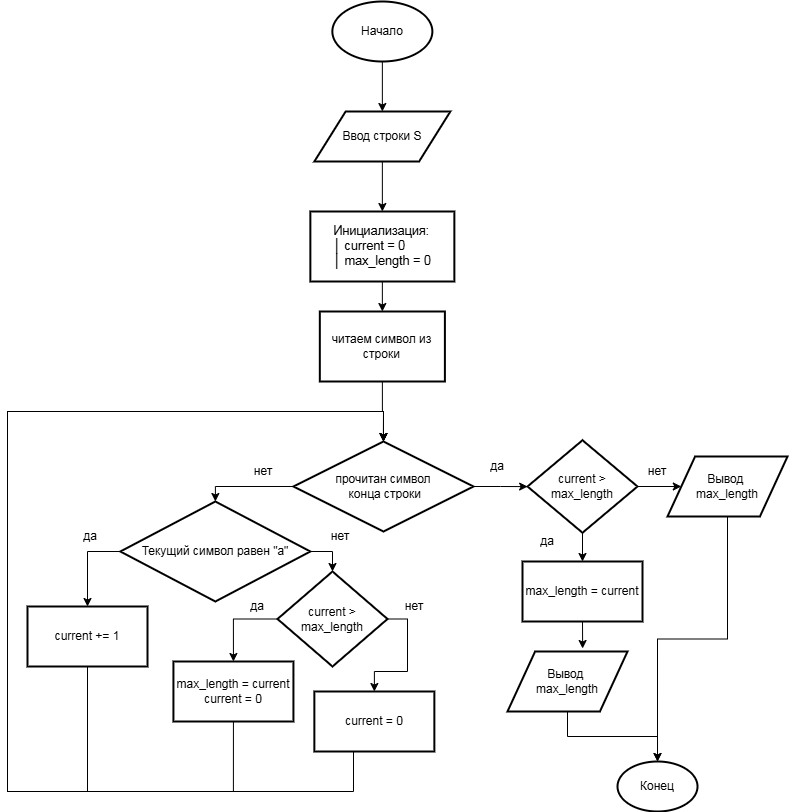 Начало
Ввод строки S
Инициализация:
| current = 0
| max_length = 0
читаем символ из
строки
прочитан символ
конца строки
нет
да
current >
max_length
нет
Вывод
max_length
да
max_length = current
Вывод
max_length
Текущий символ равен "a"
да
нет
current += 1
current >
max_length
да
нет
max_length = current
current = 0
current = 0
Конец